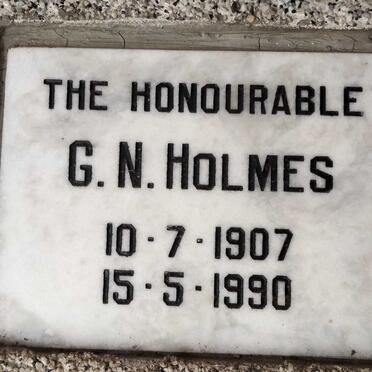 THE HONOURABLE
G. N. HOLMES
10 · 7 · 1907
15 · 5 · 1990